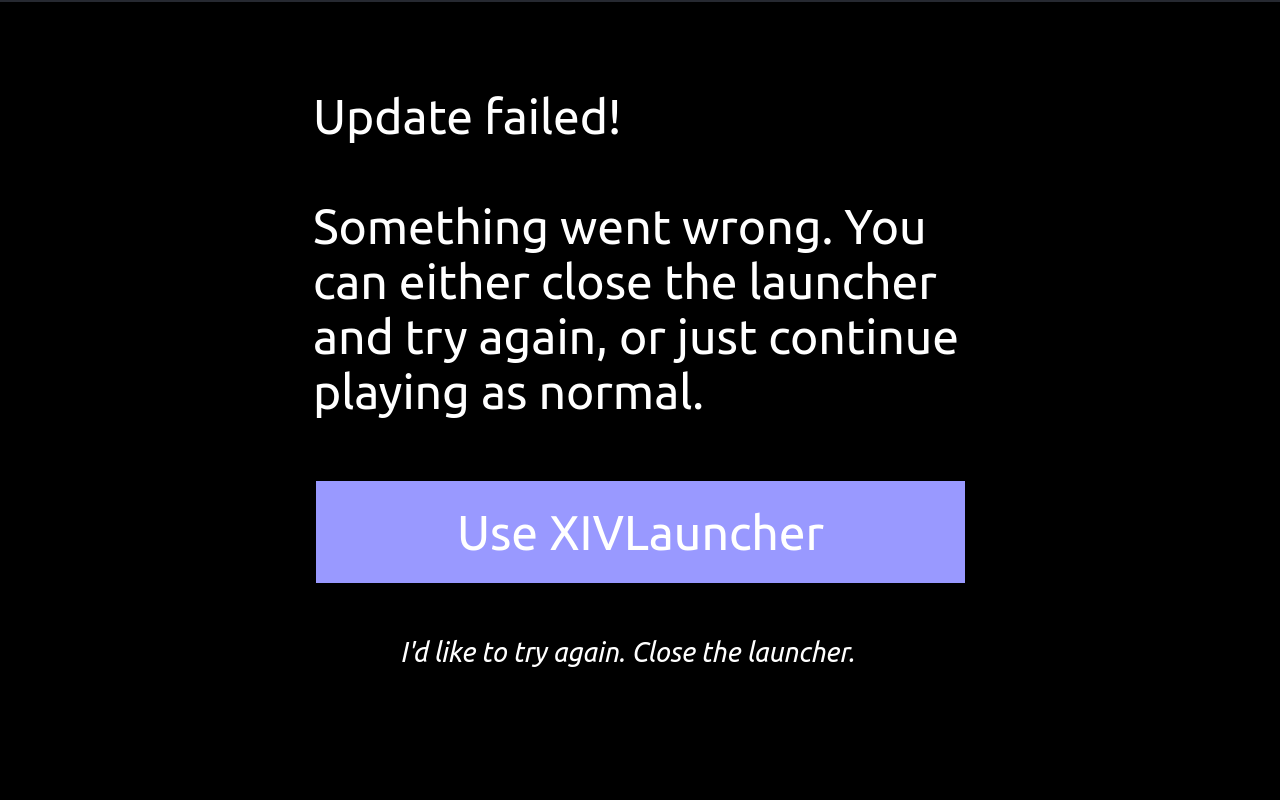 Update failed!
Something went wrong. You
can either close the launcher
and try again, or just continue
playing as normal.
Use XIVLauncher
I'd like to try again. Close the launcher.